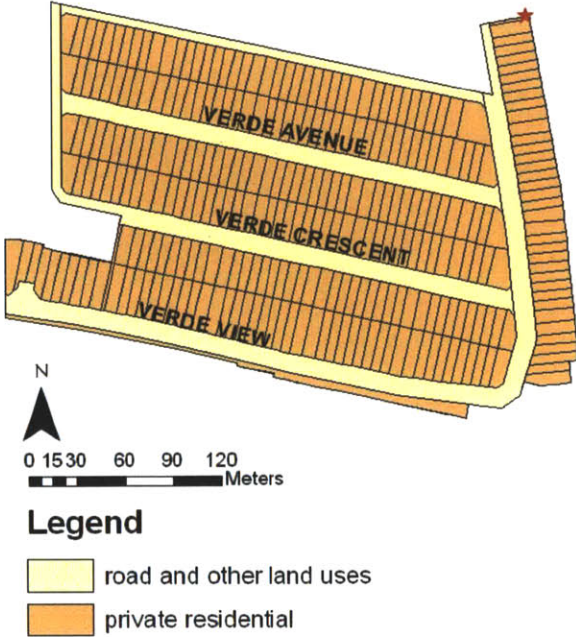 VERDE AVENUE
VERDE CRESCENT
VERDE VIEW
N
0 15 30 60 90 120
Meters
Legend
road and other land uses
private residential